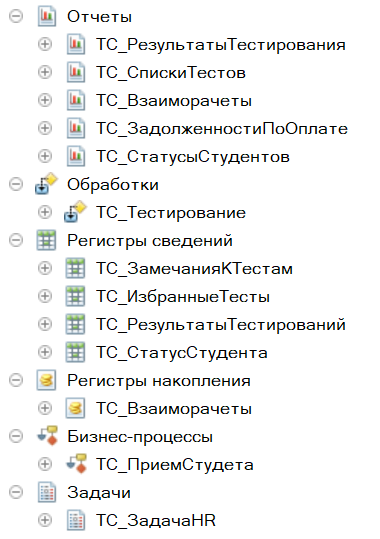 Отчеты
ТС_РезультатыТестирования
ТС_СпискиТестов
ТС_Взаиморачеты
ТС_ЗадолженностиПоОплате
ТС_СтатусыСтудентов
Обработки
ТС_Тестирование
Регистры сведений
ТС_ЗамечанияКТестам
ТС_ИзбранныеТесты
ТС_РезультатыТестирований
ТС_СтатусСтудента
Регистры накопления
ТС_Взаиморачеты
Бизнес-процессы
ТС_ПриемСтудета
Задачи
ТС_ЗадачаHR